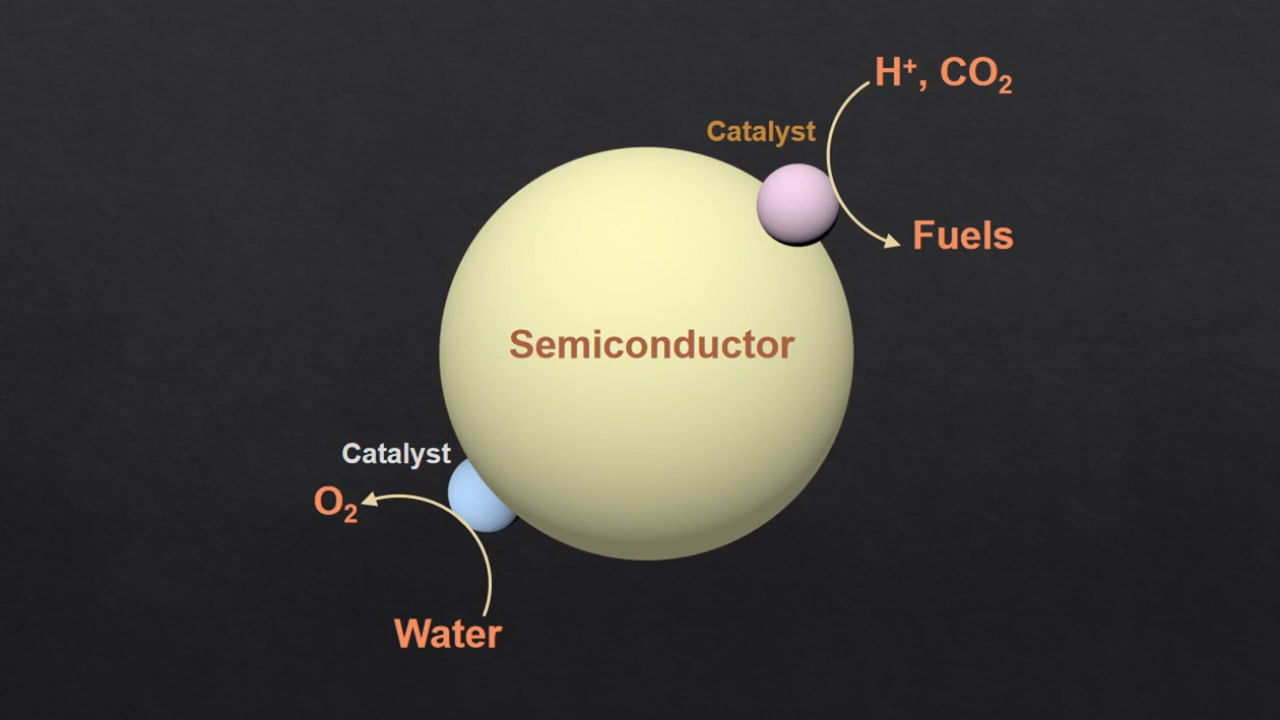 H⁺, CO₂
Catalyst
Fuels
Semiconductor
Catalyst
O₂
Water